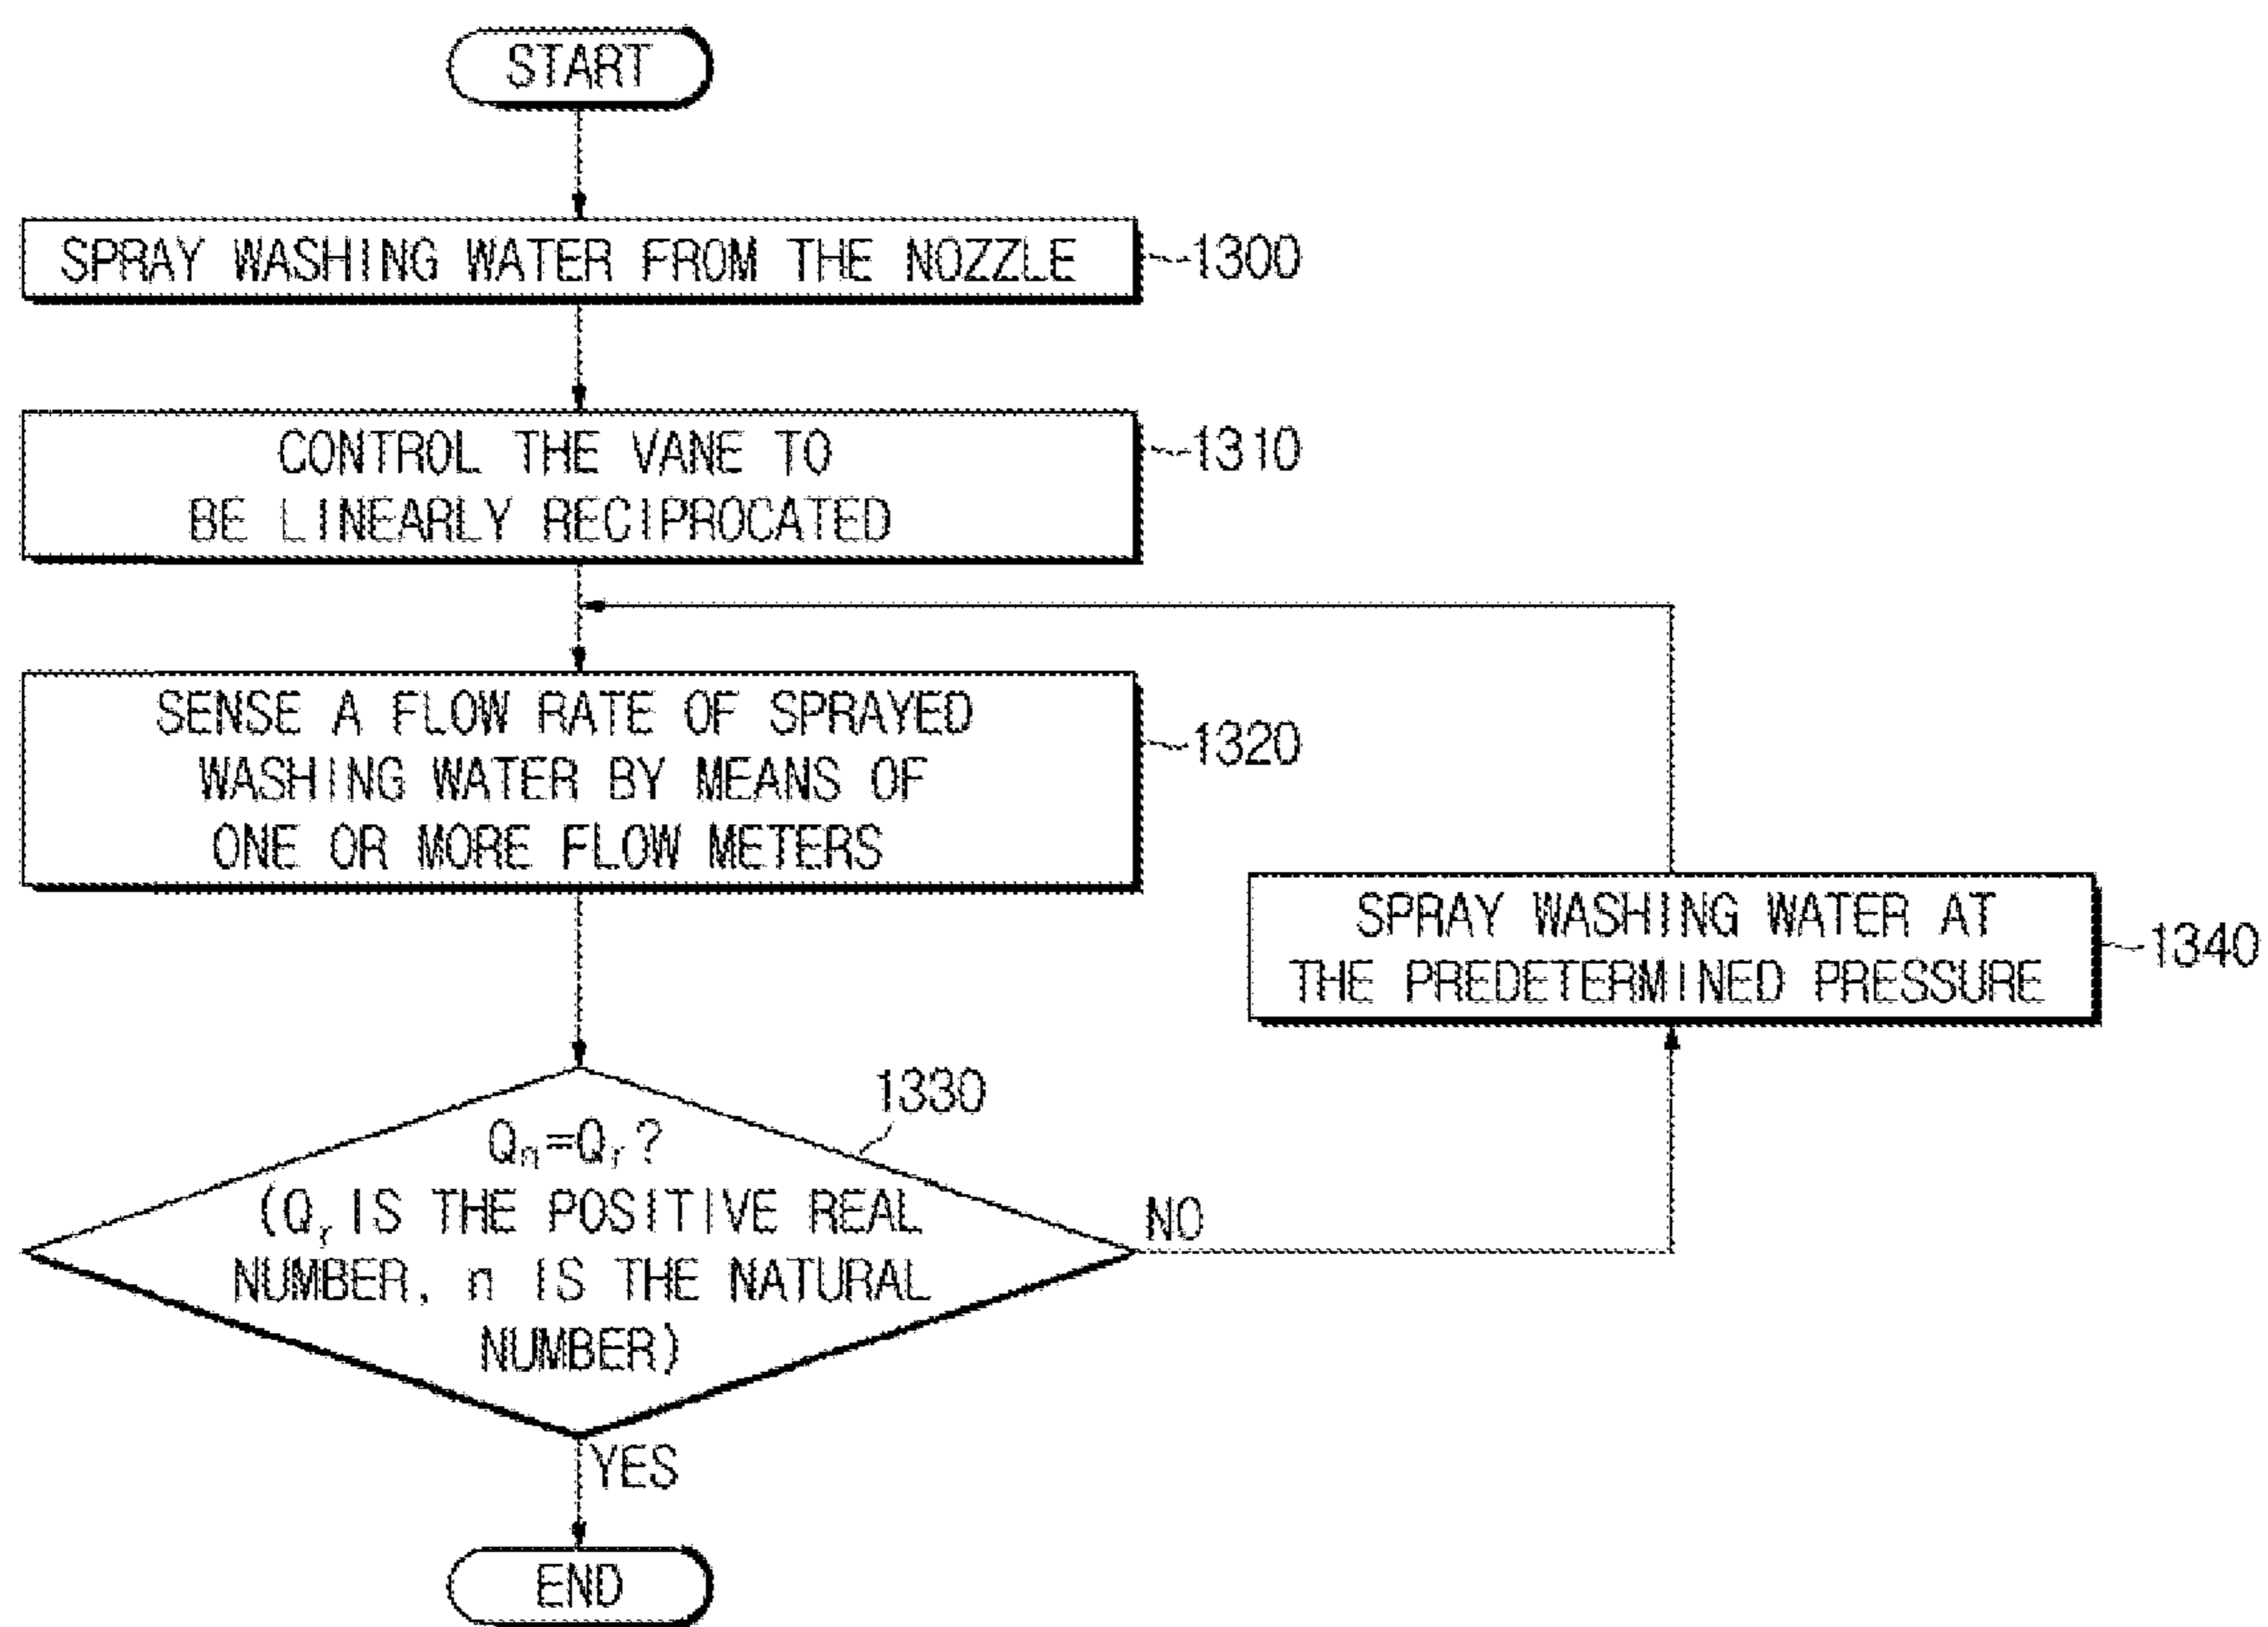 START
SPRAY WASHING WATER FROM THE NOZZLE
1300
CONTROL THE VANE TO
BE LINEARLY RECIPROCATED
1310
SENSE A FLOW RATE OF SPRAYED
WASHING WATER BY MEANS OF
ONE OR MORE FLOW METERS
1320
SPRAY WASHING WATER AT
THE PREDETERMINED PRESSURE
1340
1330
Qn=Qr?
(Qr IS THE POSITIVE REAL
NUMBER, n IS THE NATURAL
NUMBER)
NO
YES
END